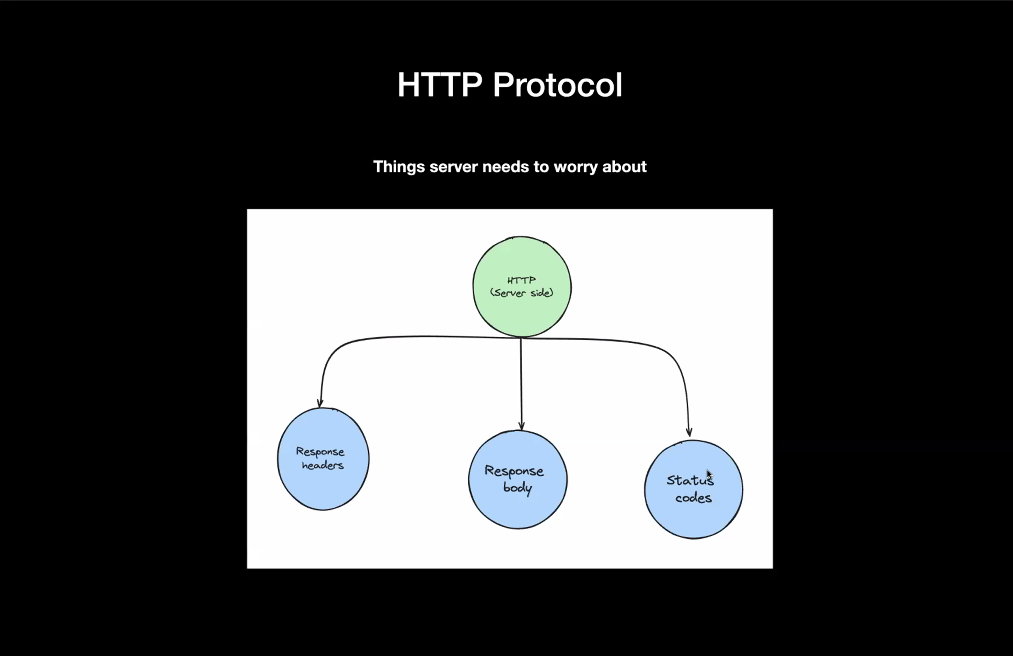 HTTP Protocol
Things server needs to worry about
HTTP
(Server side)
Response
headers
Response
body
Status
codes